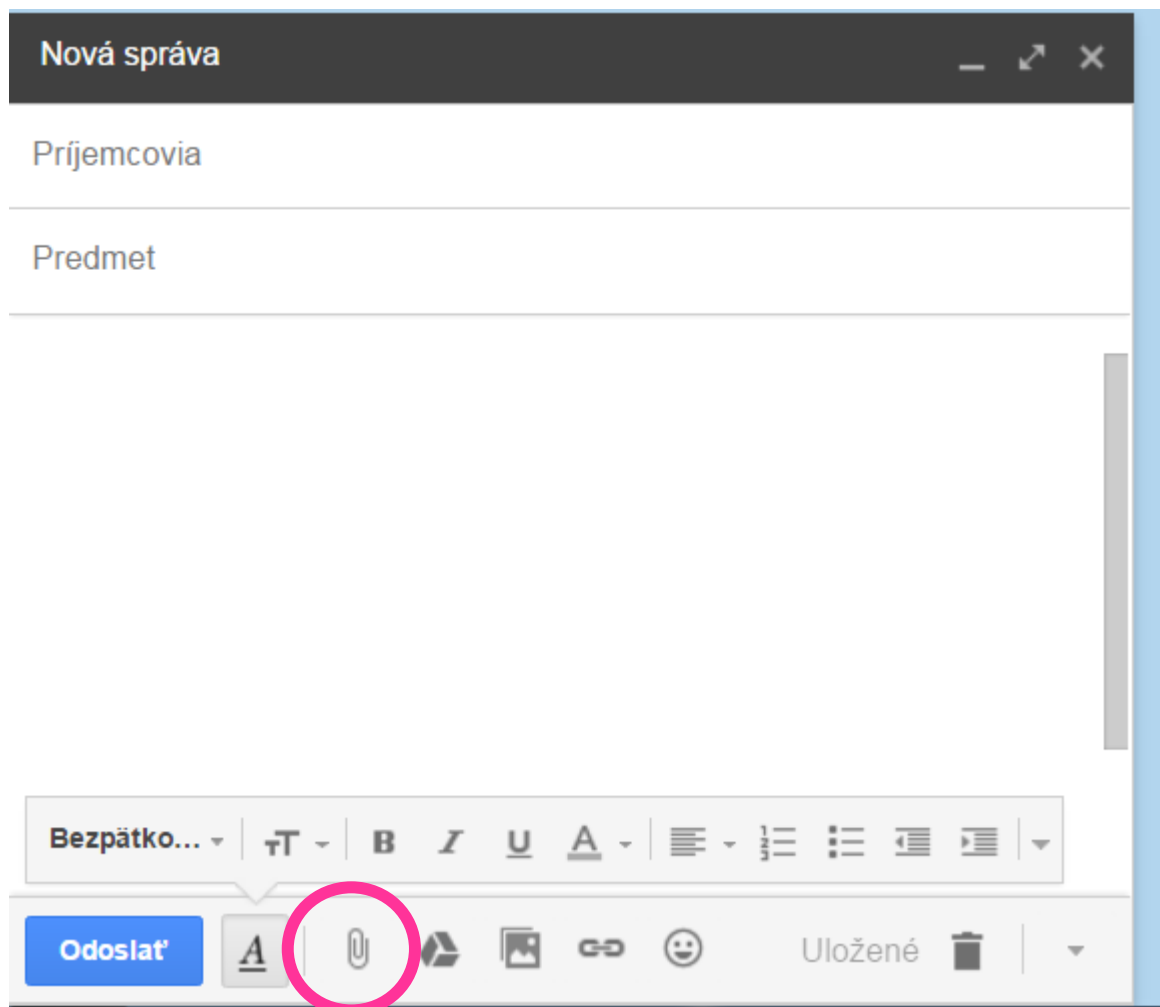 Nová správa
Príjemcovia
Predmet
Bezpätko... T B I U A
Odoslať A Uložené